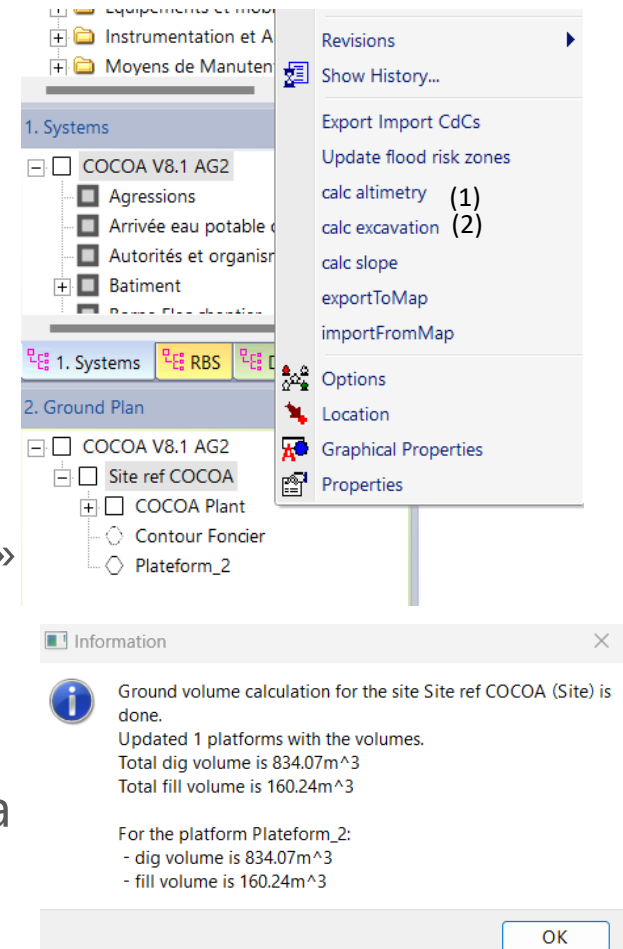 Instrumentation et A
Moyens de Manuten
1. Systems
COCOA V8.1 AG2
Agressions
Arrivée eau potable
Autorités et organisr
Batiment
1. Systems
RBS
2. Ground Plan
COCOA V8.1 AG2
Site ref COCOA
COCOA Plant
Contour Foncier
Plateform_2
Revisions
Show History...
Export Import CdCs
Update flood risk zones
calc altimetry (1)
calc excavation (2)
calc slope
exportToMap
importFromMap
Options
Location
Graphical Properties
Properties
»
Information
Ground volume calculation for the site Site ref COCOA (Site) is
done.
Updated 1 platforms with the volumes.
Total dig volume is 834.07m^3
Total fill volume is 160.24m^3
For the platform Plateform_2:
- dig volume is 834.07m^3
- fill volume is 160.24m^3
a
OK